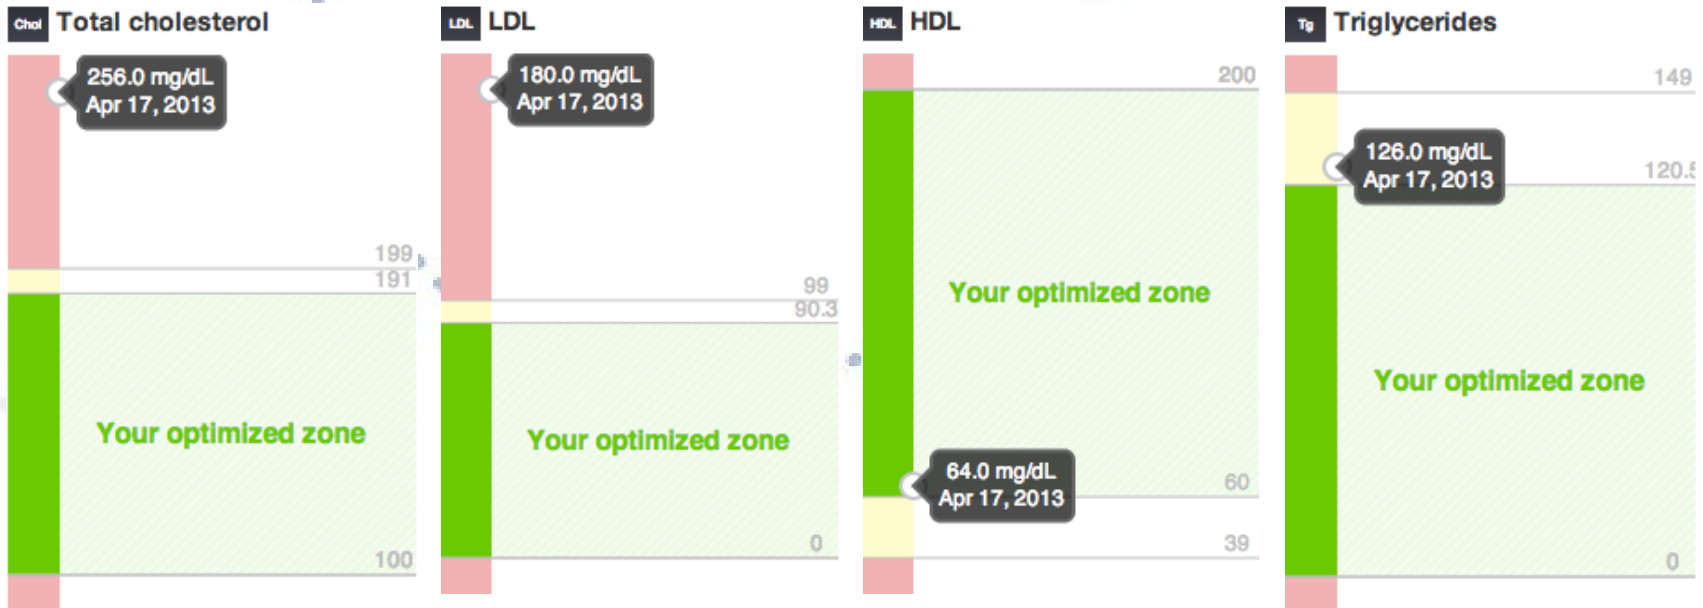 Chol Total cholesterol
256.0 mg/dL
Apr 17, 2013
199
191
Your optimized zone
100
LDL LDL
180.0 mg/dL
Apr 17, 2013
99
90.3
Your optimized zone
0
HDL HDL
200
Your optimized zone
64.0 mg/dL
Apr 17, 2013
60
39
Tg Triglycerides
149
126.0 mg/dL
Apr 17, 2013
120.5
Your optimized zone
0